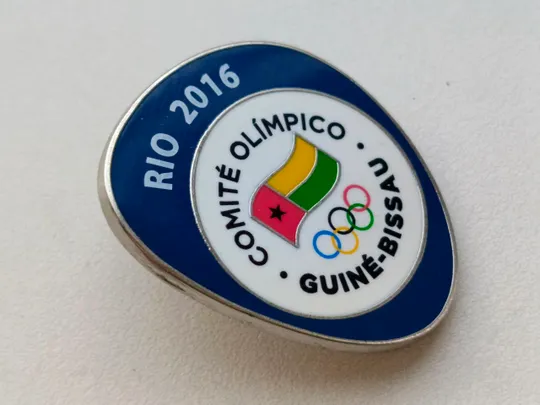 RIO 2016
COMITÉ OLÍMPICO
GUINÉ-BISSAU